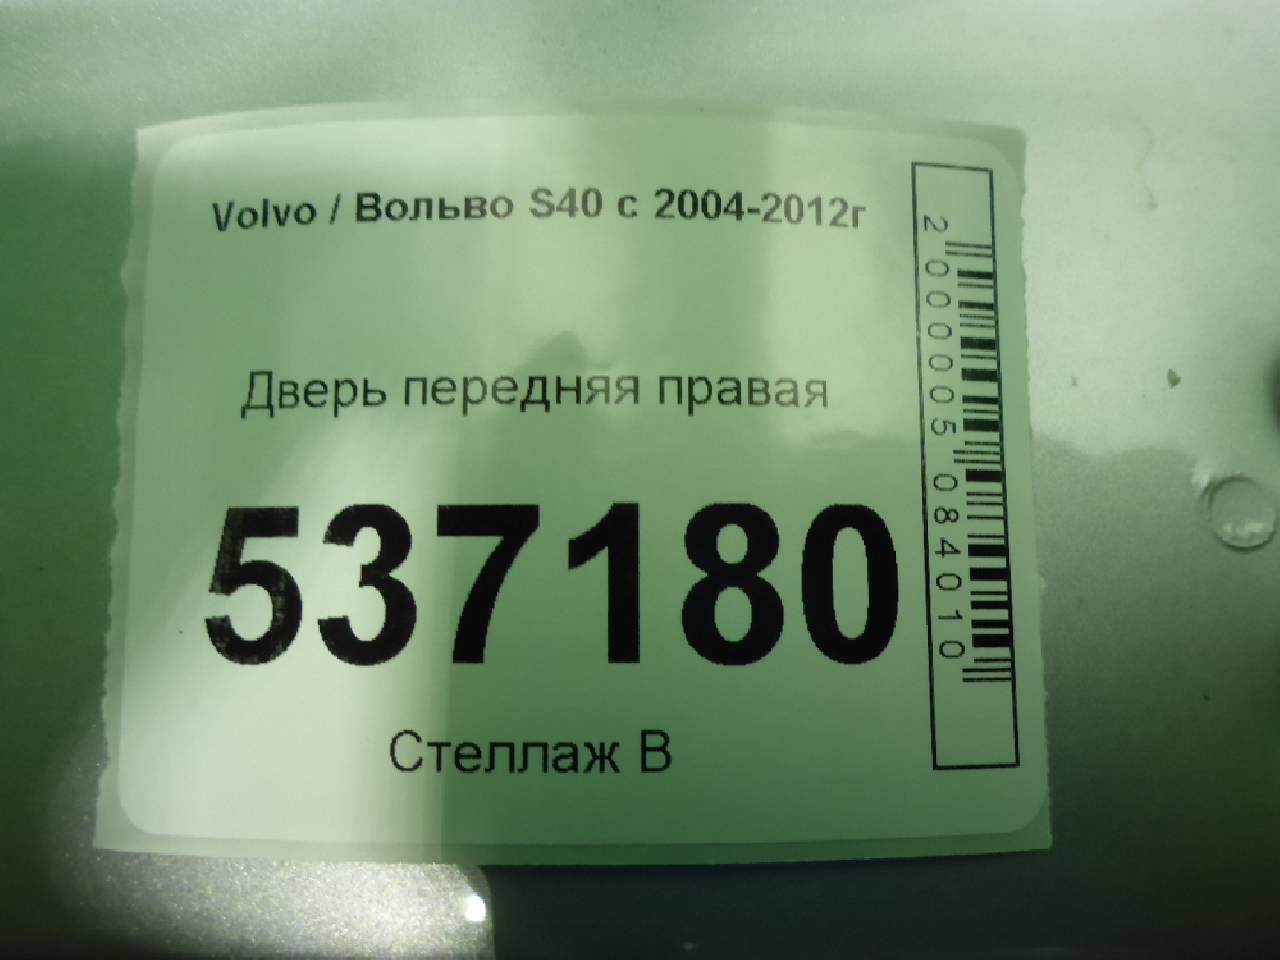 Volvo / Вольво S40 с 2004-2012г
Дверь передняя правая
537180
Стеллаж В
2000005084010